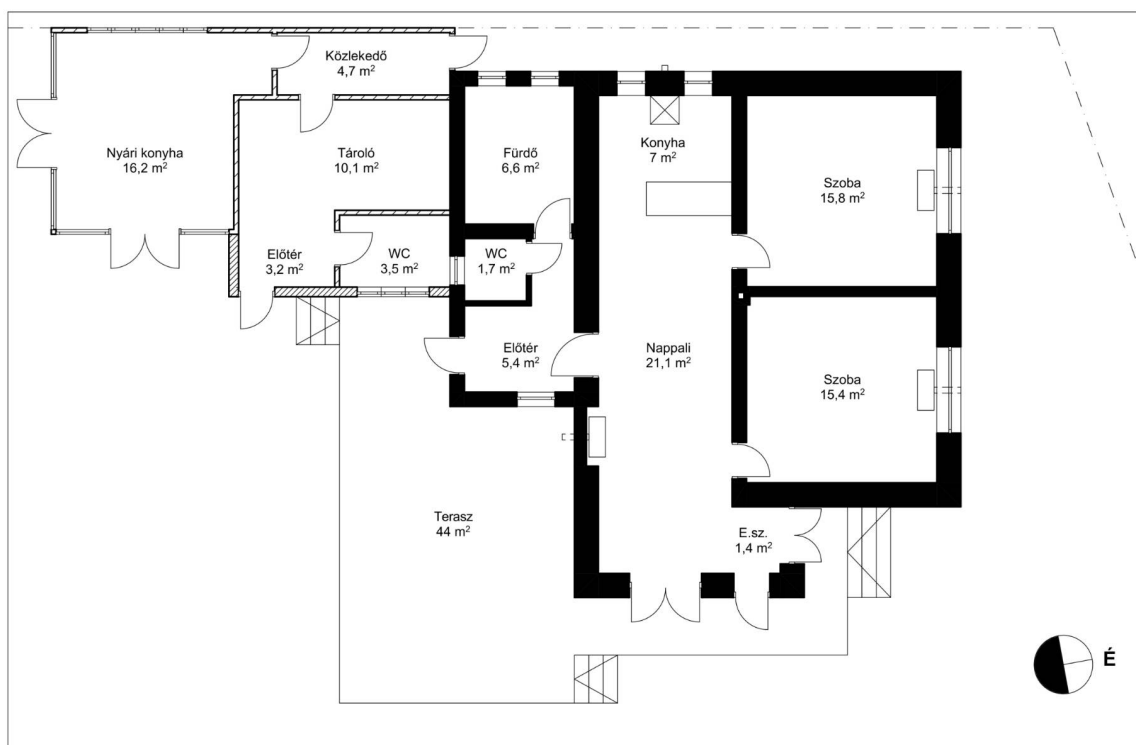 Közlekedő
4,7 m²
Nyári konyha
16,2 m²
Tároló
10,1 m²
Fürdő
6,6 m²
Konyha
7 m²
Szoba
15,8 m²
Előtér
3,2 m²
WC
3,5 m²
WC
1,7 m²
Előtér
5,4 m²
Nappali
21,1 m²
Szoba
15,4 m²
Terasz
44 m²
E.sz.
1,4 m²
É